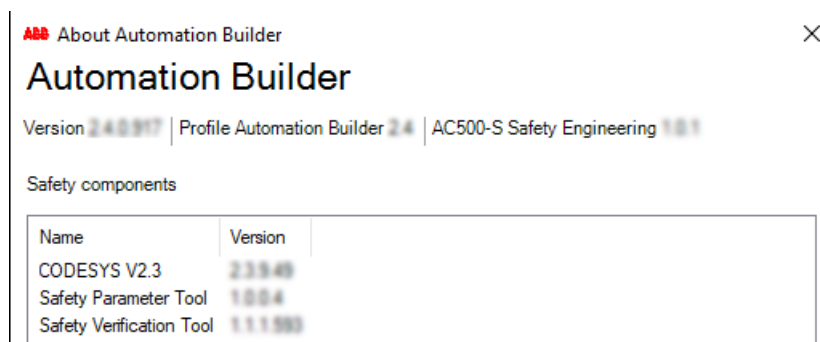 ABB About Automation Builder
Automation Builder
Version Profile Automation Builder AC500-S Safety Engineering
Safety components
Name Version
CODESYS V2.3
Safety Parameter Tool
Safety Verification Tool